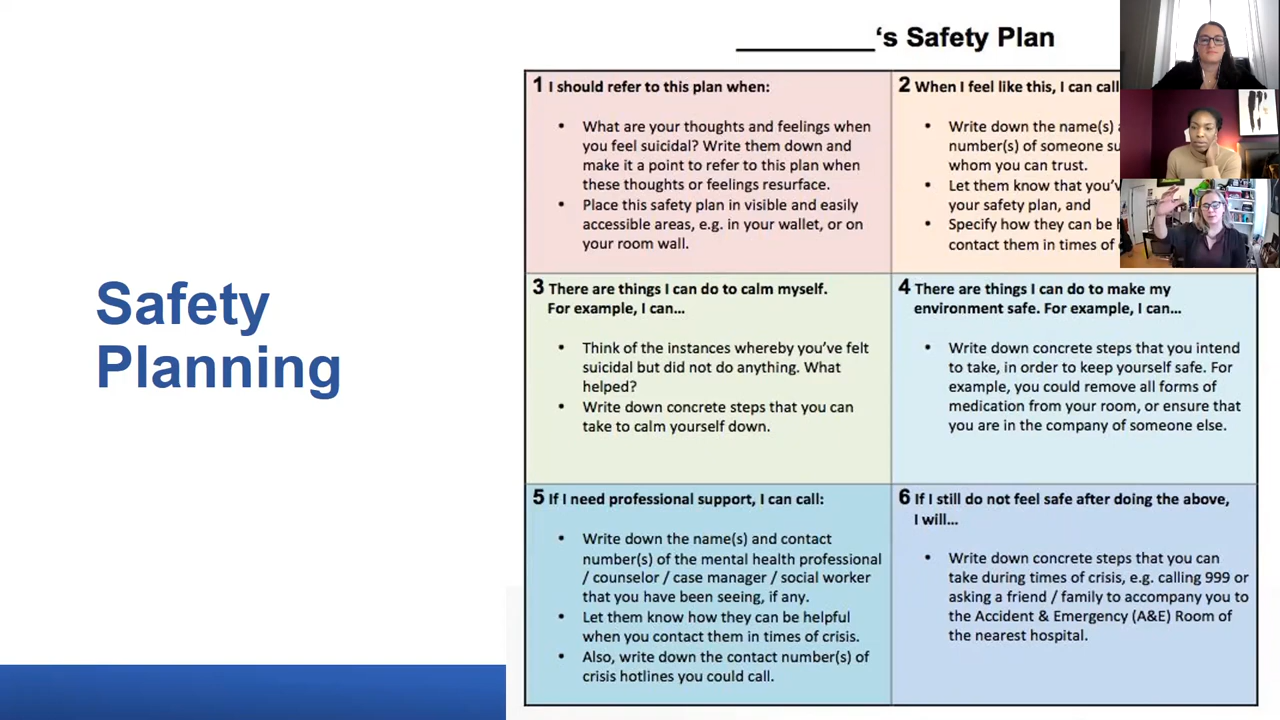 Safety
Planning
_________‘s Safety Plan
1 I should refer to this plan when:
• What are your thoughts and feelings when
you feel suicidal? Write them down and
make it a point to refer to this plan when
these thoughts or feelings resurface.
• Place this safety plan in visible and easily
accessible areas, e.g. in your wallet, or on
your room wall.
2 When I feel like this, I can call
• Write down the name(s)
number(s) of someone
whom you can trust.
• Let them know that
your safety plan, and
• Specify how they can be
contact them in times of
3 There are things I can do to calm myself.
For example, I can...
• Think of the instances whereby you’ve felt
suicidal but did not do anything. What
helped?
• Write down concrete steps that you can
take to calm yourself down.
4 There are things I can do to make my
environment safe. For example, I can...
• Write down concrete steps that you intend
to take, in order to keep yourself safe. For
example, you could remove all forms of
medication from your room, or ensure that
you are in the company of someone else.
5 If I need professional support, I can call:
• Write down the name(s) and contact
number(s) of the mental health professional
/ counselor / case manager / social worker
that you have been seeing, if any.
• Let them know how they can be helpful
when you contact them in times of crisis.
• Also, write down the contact number(s) of
crisis hotlines you could call.
6 If I still do not feel safe after doing the above,
I will...
• Write down concrete steps that you can
take during times of crisis, e.g. calling 999 or
asking a friend / family to accompany you to
the Accident & Emergency (A&E) Room of
the nearest hospital.